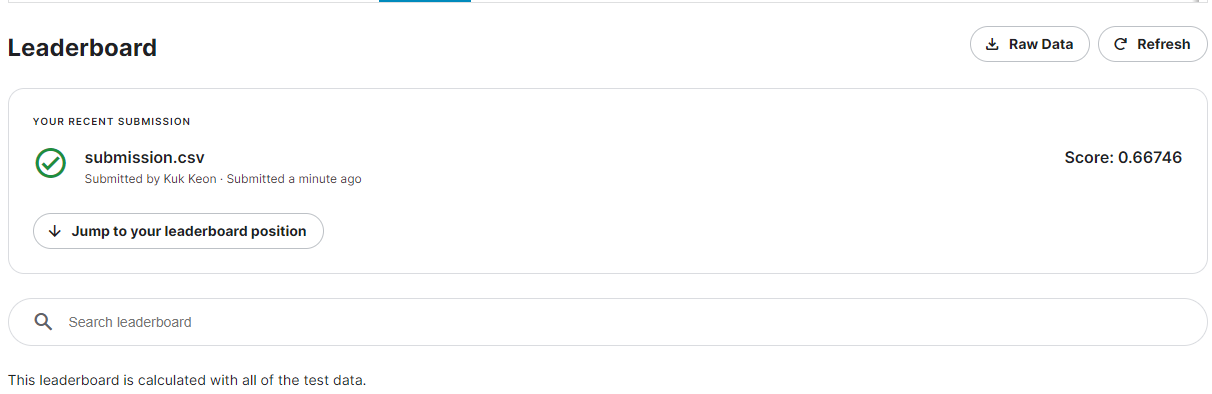 Leaderboard
Raw Data
Refresh
YOUR RECENT SUBMISSION
submission.csv
Score: 0.66746
Submitted by Kuk Keon · Submitted a minute ago
Jump to your leaderboard position
Search leaderboard
This leaderboard is calculated with all of the test data.